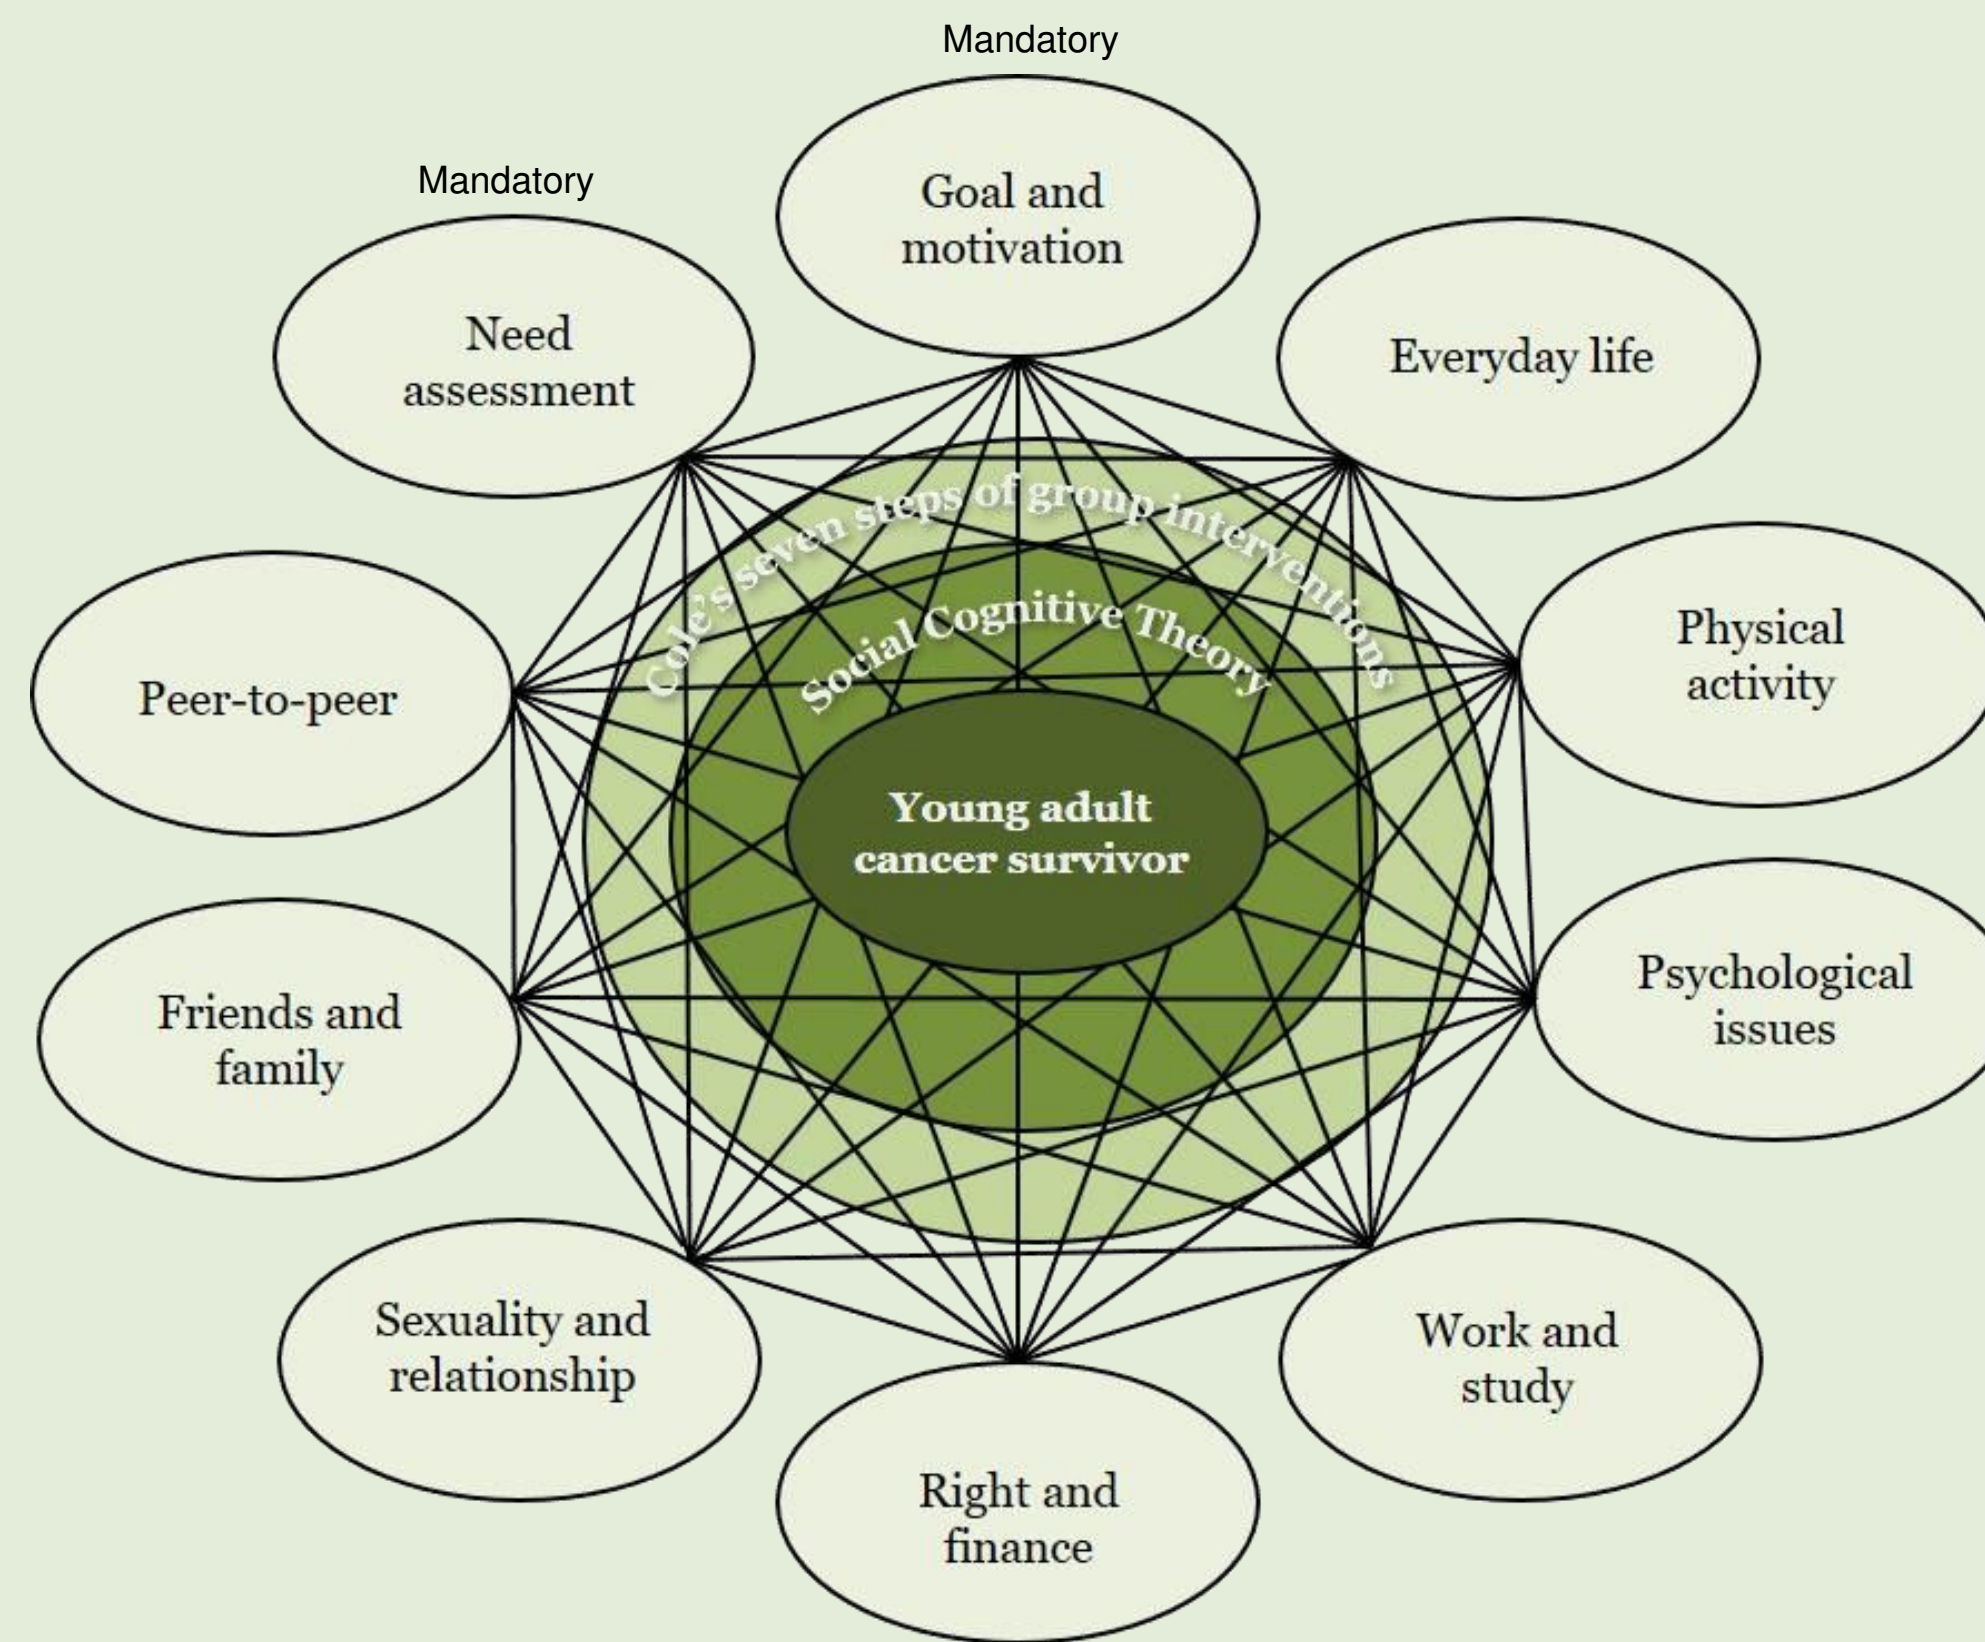 Mandatory
Mandatory
Goal and
motivation
Need
assessment
Everyday life
Cole's seven steps of group interventions
Social Cognitive Theory
Physical
activity
Peer-to-peer
Young adult
cancer survivor
Psychological
issues
Friends and
family
Sexuality and
relationship
Work and
study
Right and
finance